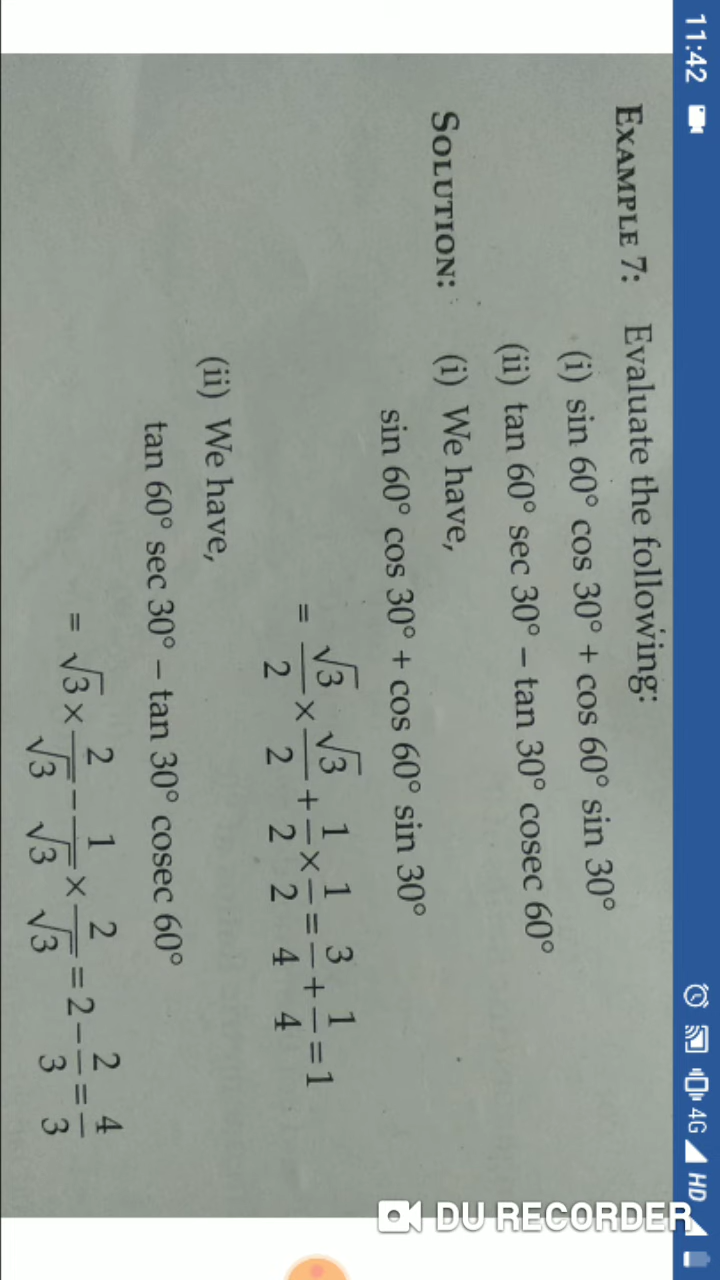 11:42
4G HD
EXAMPLE 7: Evaluate the following:
(i) sin 60° cos 30° + cos 60° sin 30°
(ii) tan 60° sec 30° – tan 30° cosec 60°
SOLUTION: (i) We have,
sin 60° cos 30° + cos 60° sin 30°
= √3/2 × √3/2 + 1/2 × 1/2 = 3/4 + 1/4 = 1
(ii) We have,
tan 60° sec 30° – tan 30° cosec 60°
= √3 × 2/√3 – 1/√3 × 2/√3 = 2 – 2/3 = 4/3
DU RECORDER